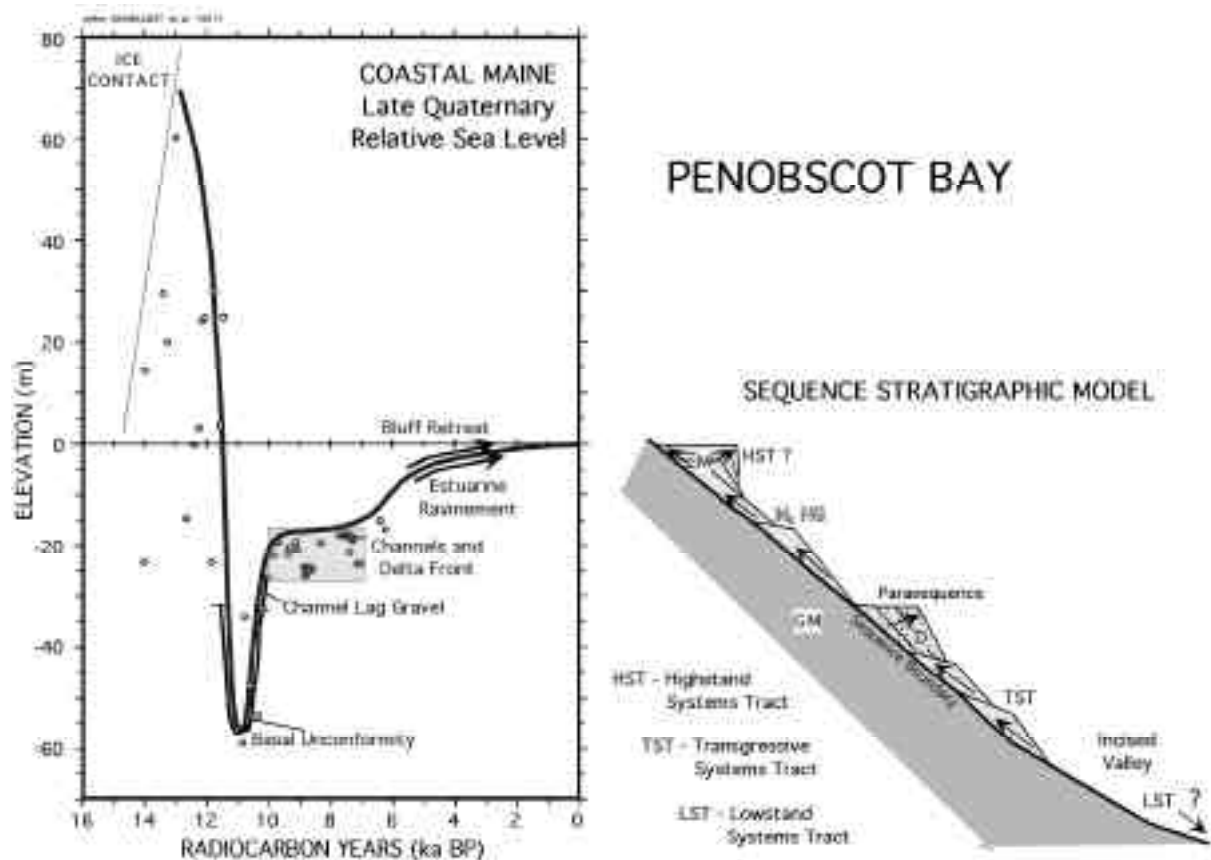 ICE
CONTACT
COASTAL MAINE
Late Quaternary
Relative Sea Level
80
60
40
20
0
-20
-40
-60
ELEVATION (m)
Bluff Retreat
Estuarine
Ravinement
Channels and
Delta Front
Channel Lag Gravel
Basal Unconformity
16 14 12 10 8 6 4 2 0
RADIOCARBON YEARS (ka BP)
PENOBSCOT BAY
SEQUENCE STRATIGRAPHIC MODEL
HST ?
Parasequence
GM
Sequence Boundary
TST
HST - Highstand
Systems Tract
TST - Transgressive
Systems Tract
LST - Lowstand
Systems Tract
Incised
Valley
LST ?